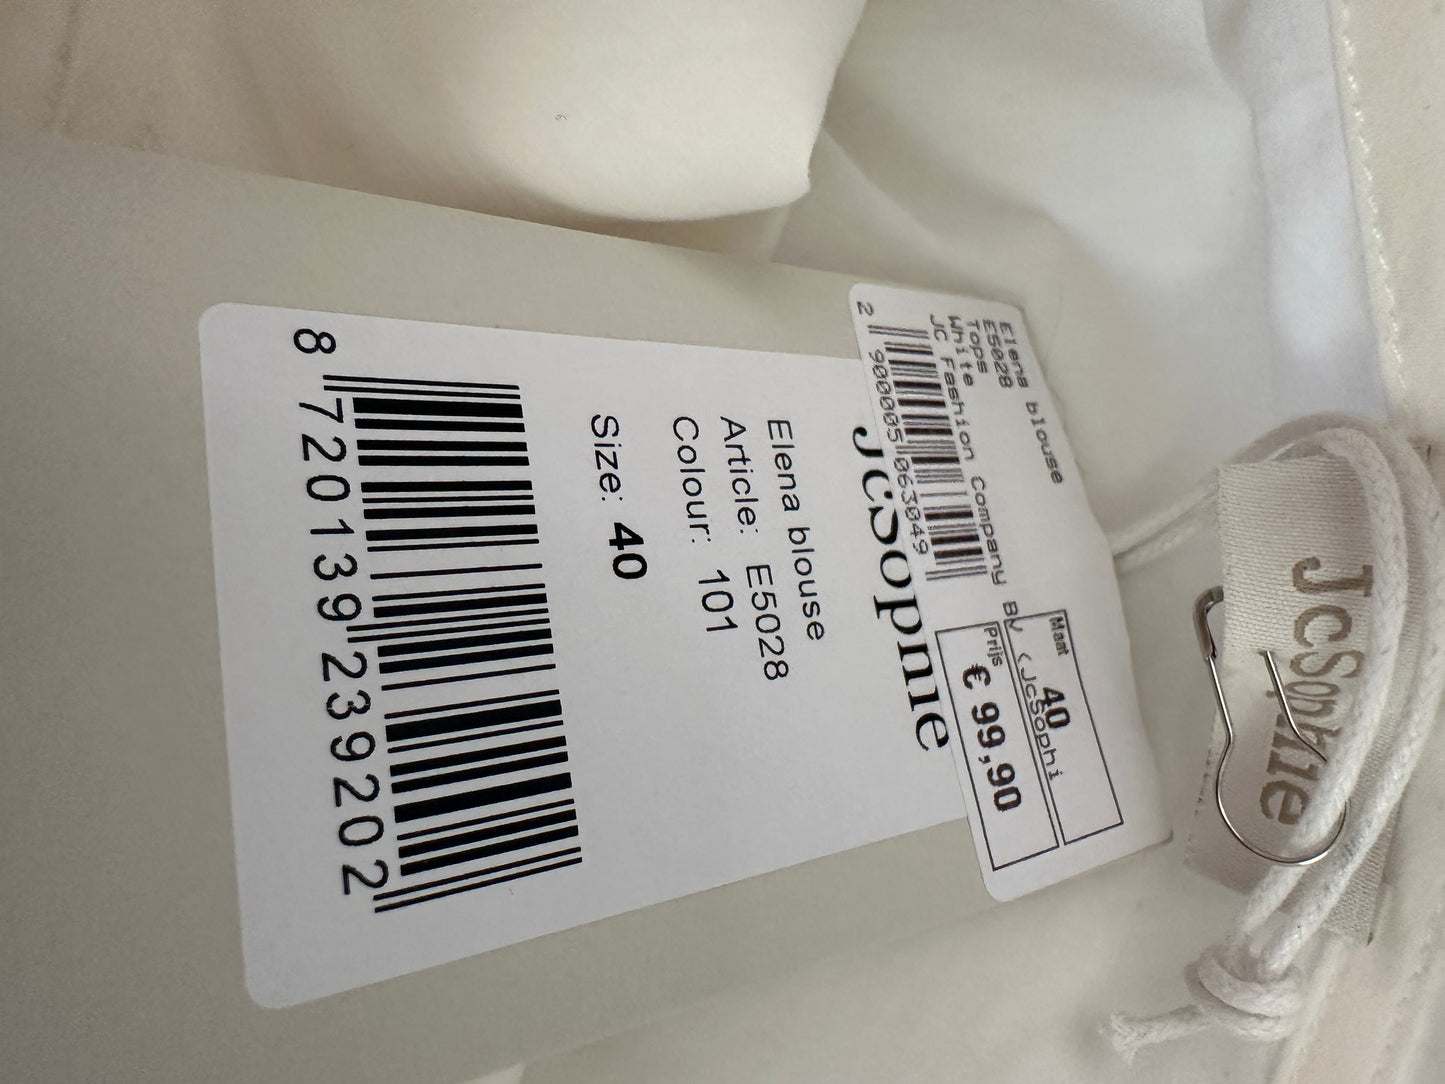 JcSophie
Elena blouse
E5028
Tops
White
JC Fashion Company BV <JcSophi
2 900005 063049
Maat
40
Prijs
€ 99,90
JcSophie
Elena blouse
Article: E5028
Colour: 101
Size: 40
8 720139 239202